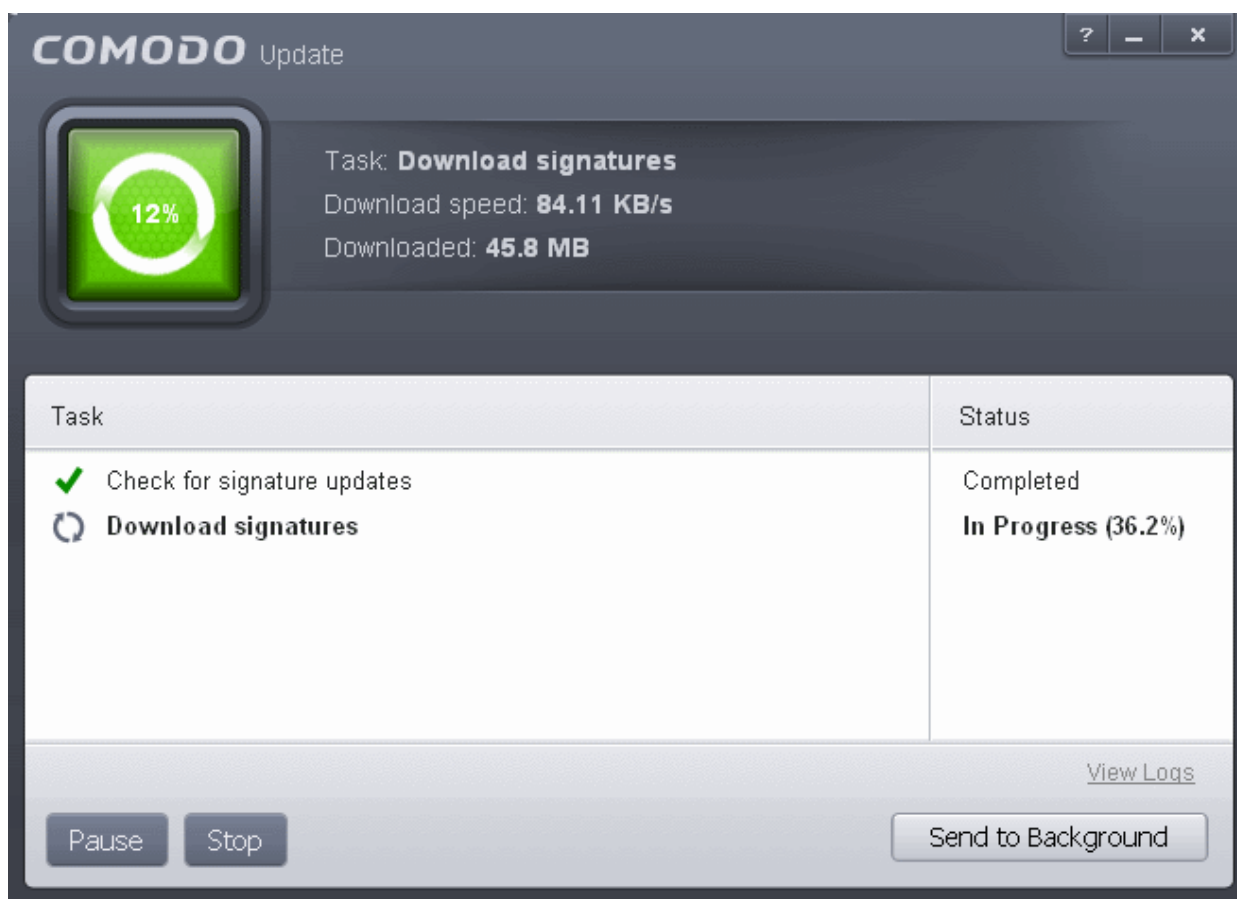 COMODO Update
? – ×
12%
Task: Download signatures
Download speed: 84.11 KB/s
Downloaded: 45.8 MB
Task Status
Check for signature updates Completed
Download signatures In Progress (36.2%)
View Logs
Pause Stop Send to Background